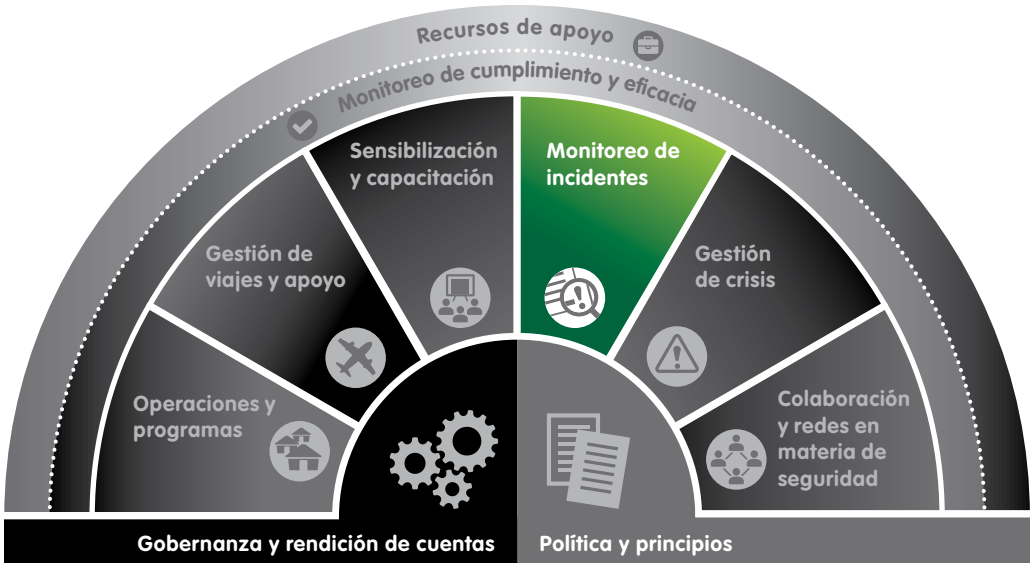 Recursos de apoyo
Monitoreo de cumplimiento y eficacia
Sensibilización
y capacitación
Monitoreo de
incidentes
Gestión de
viajes y apoyo
Gestión
de crisis
Operaciones y
programas
Colaboración
y redes en
materia de
seguridad
Gobernanza y rendición de cuentas
Política y principios